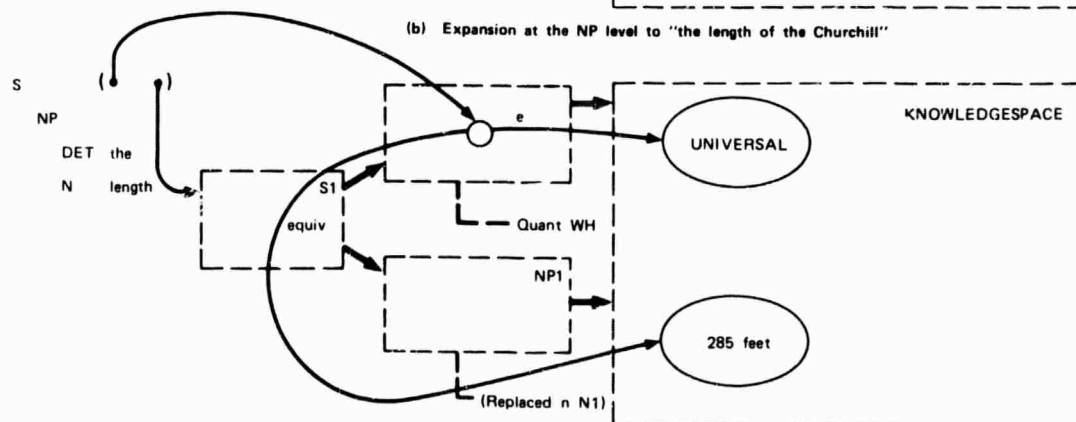 (b) Expansion at the NP level to "the length of the Churchill"
S ( )
KNOWLEDGESPACE
e
NP
UNIVERSAL
DET the
N length
S1
equiv
Quant WH
NP1
285 feet
(Replaced n N1)